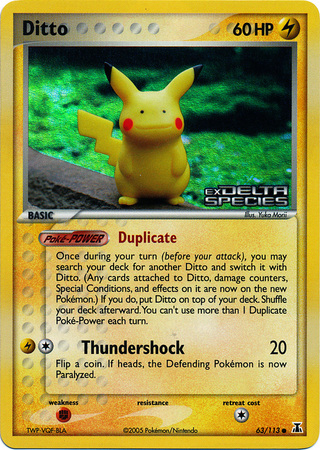 Ditto 60 HP
Illus. Yuko Morii
EX DELTA
SPECIES
BASIC
Poké-POWER Duplicate
Once during your turn (before your attack), you may
search your deck for another Ditto and switch it with
Ditto. (Any cards attached to Ditto, damage counters,
Special Conditions, and effects on it are now on the new
Pokémon.) If you do, put Ditto on top of your deck. Shuffle
your deck afterward. You can't use more than 1 Duplicate
Poké-Power each turn.
Thundershock 20
Flip a coin. If heads, the Defending Pokémon is now
Paralyzed.
weakness resistance retreat cost
TWP-VQF-BLA ©2005 Pokémon/Nintendo 63/113